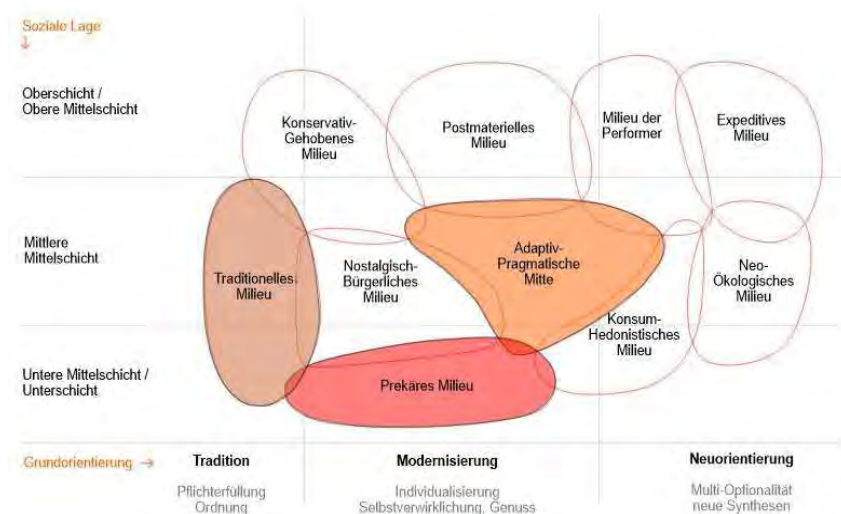 Soziale Lage
↓
Oberschicht /
Obere Mittelschicht
Konservativ-
Gehobenes
Milieu
Postmaterielles
Milieu
Milieu der
Performer
Expeditives
Milieu
Mittlere
Mittelschicht
Traditionelles
Milieu
Nostalgisch-
Bürgerliches
Milieu
Adaptiv-
Pragmatische
Mitte
Neo-
Ökologisches
Milieu
Konsum-
Hedonistisches
Milieu
Untere Mittelschicht /
Unterschicht
Prekäres Milieu
Grundorientierung →
Tradition
Pflichterfüllung
Ordnung
Modernisierung
Individualisierung
Selbstverwirklichung, Genuss
Neuorientierung
Multi-Optionalität
neue Synthesen